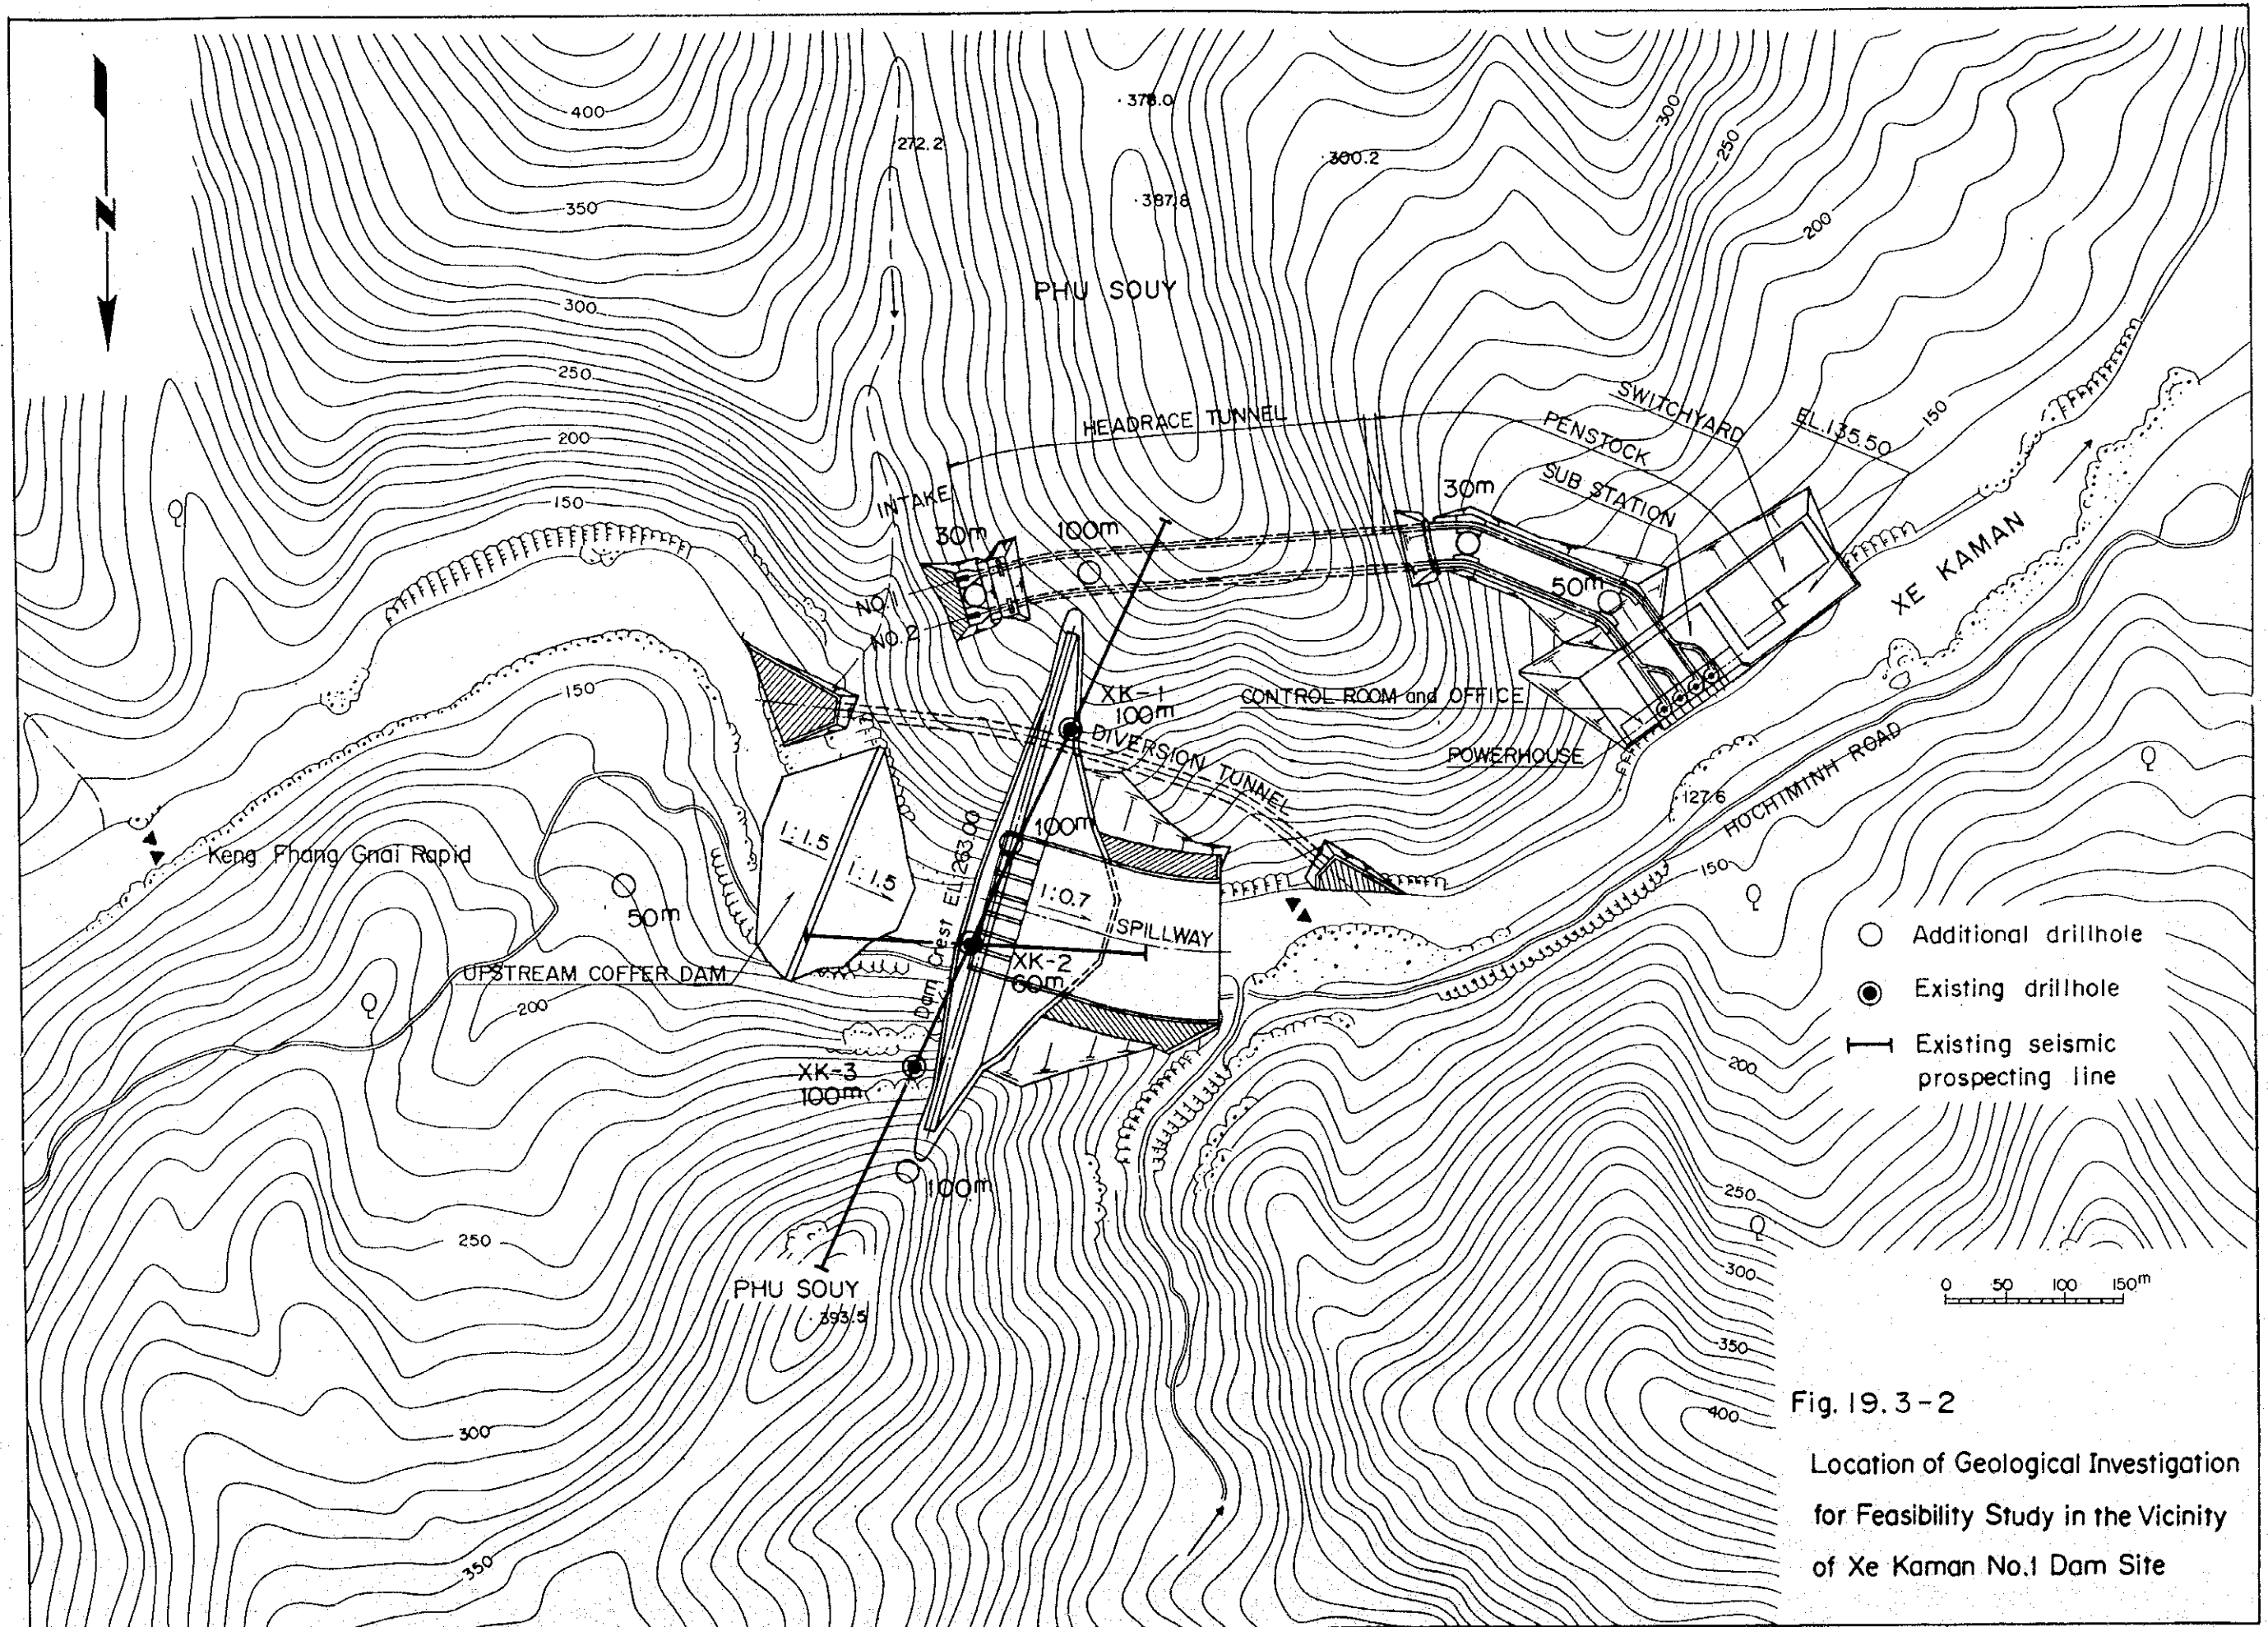 N
400
350
300
250
200
150
272.2
378.0
387.8
PHU SOUY
300.2
300
250
200
150
HEADRACE TUNNEL
SWITCHYARD
PENSTOCK
SUB STATION
EL.135.50
INTAKE
30m
100m
30m
50m
NO.1
NO.2
XE KAMAN
150
XK-1
100m
DIVERSION TUNNEL
CONTROL ROOM and OFFICE
POWERHOUSE
127.6
HOCHIMINH ROAD
150
Keng Fhang Gnai Rapid
1:1.5
1:1.5
50m
UPSTREAM COFFER DAM
Dam Crest EL.263.00
100m
1:0.7
SPILLWAY
XK-2
60m
200
XK-3
100m
100m
250
PHU SOUY
393.5
300
350
200
250
300
350
400
Additional drillhole
Existing drillhole
Existing seismic
prospecting line
0 50 100 150m
Fig. 19.3-2
Location of Geological Investigation
for Feasibility Study in the Vicinity
of Xe Kaman No.1 Dam Site